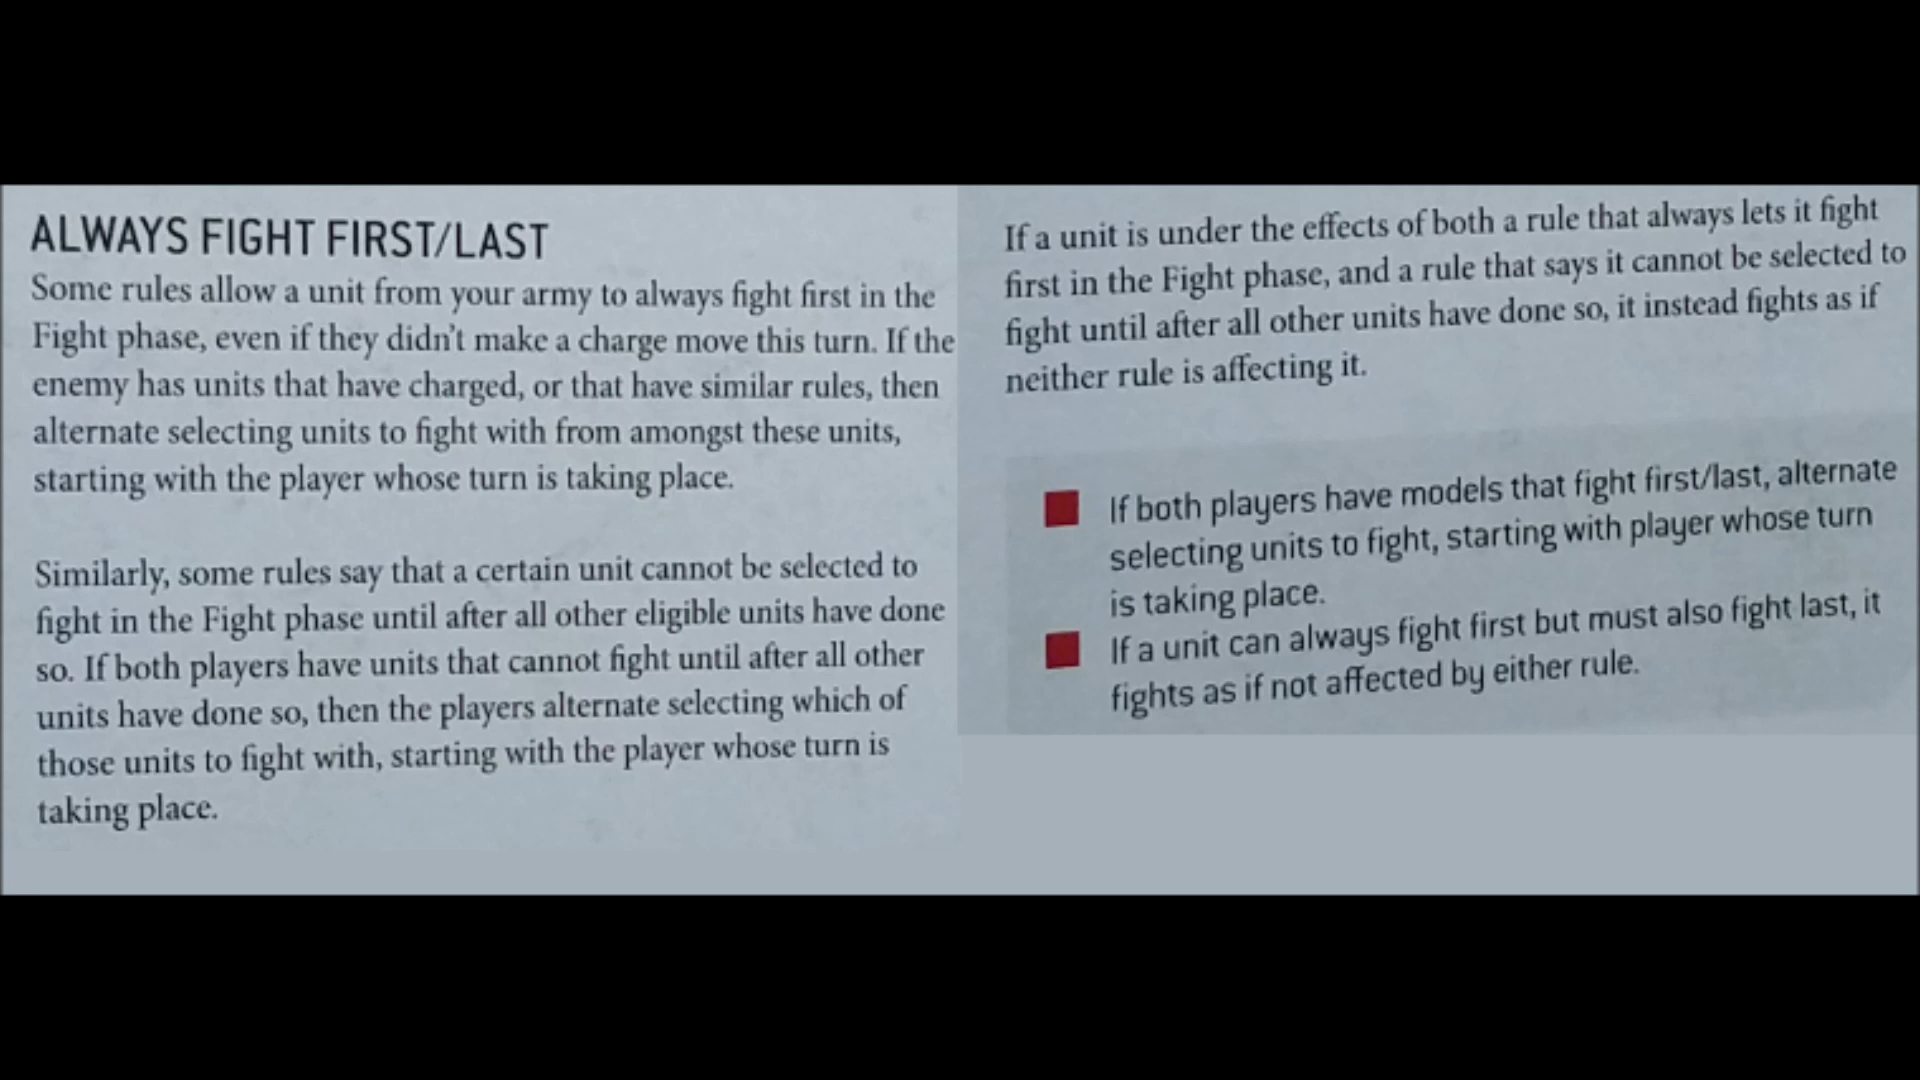 ALWAYS FIGHT FIRST/LAST
Some rules allow a unit from your army to always fight first in the
Fight phase, even if they didn't make a charge move this turn. If the
enemy has units that have charged, or that have similar rules, then
alternate selecting units to fight with from amongst these units,
starting with the player whose turn is taking place.
Similarly, some rules say that a certain unit cannot be selected to
fight in the Fight phase until after all other eligible units have done
so. If both players have units that cannot fight until after all other
units have done so, then the players alternate selecting which of
those units to fight with, starting with the player whose turn is
taking place.
If a unit is under the effects of both a rule that always lets it fight
first in the Fight phase, and a rule that says it cannot be selected to
fight until after all other units have done so, it instead fights as if
neither rule is affecting it.
If both players have models that fight first/last, alternate
selecting units to fight, starting with player whose turn
is taking place.
If a unit can always fight first but must also fight last, it
fights as if not affected by either rule.